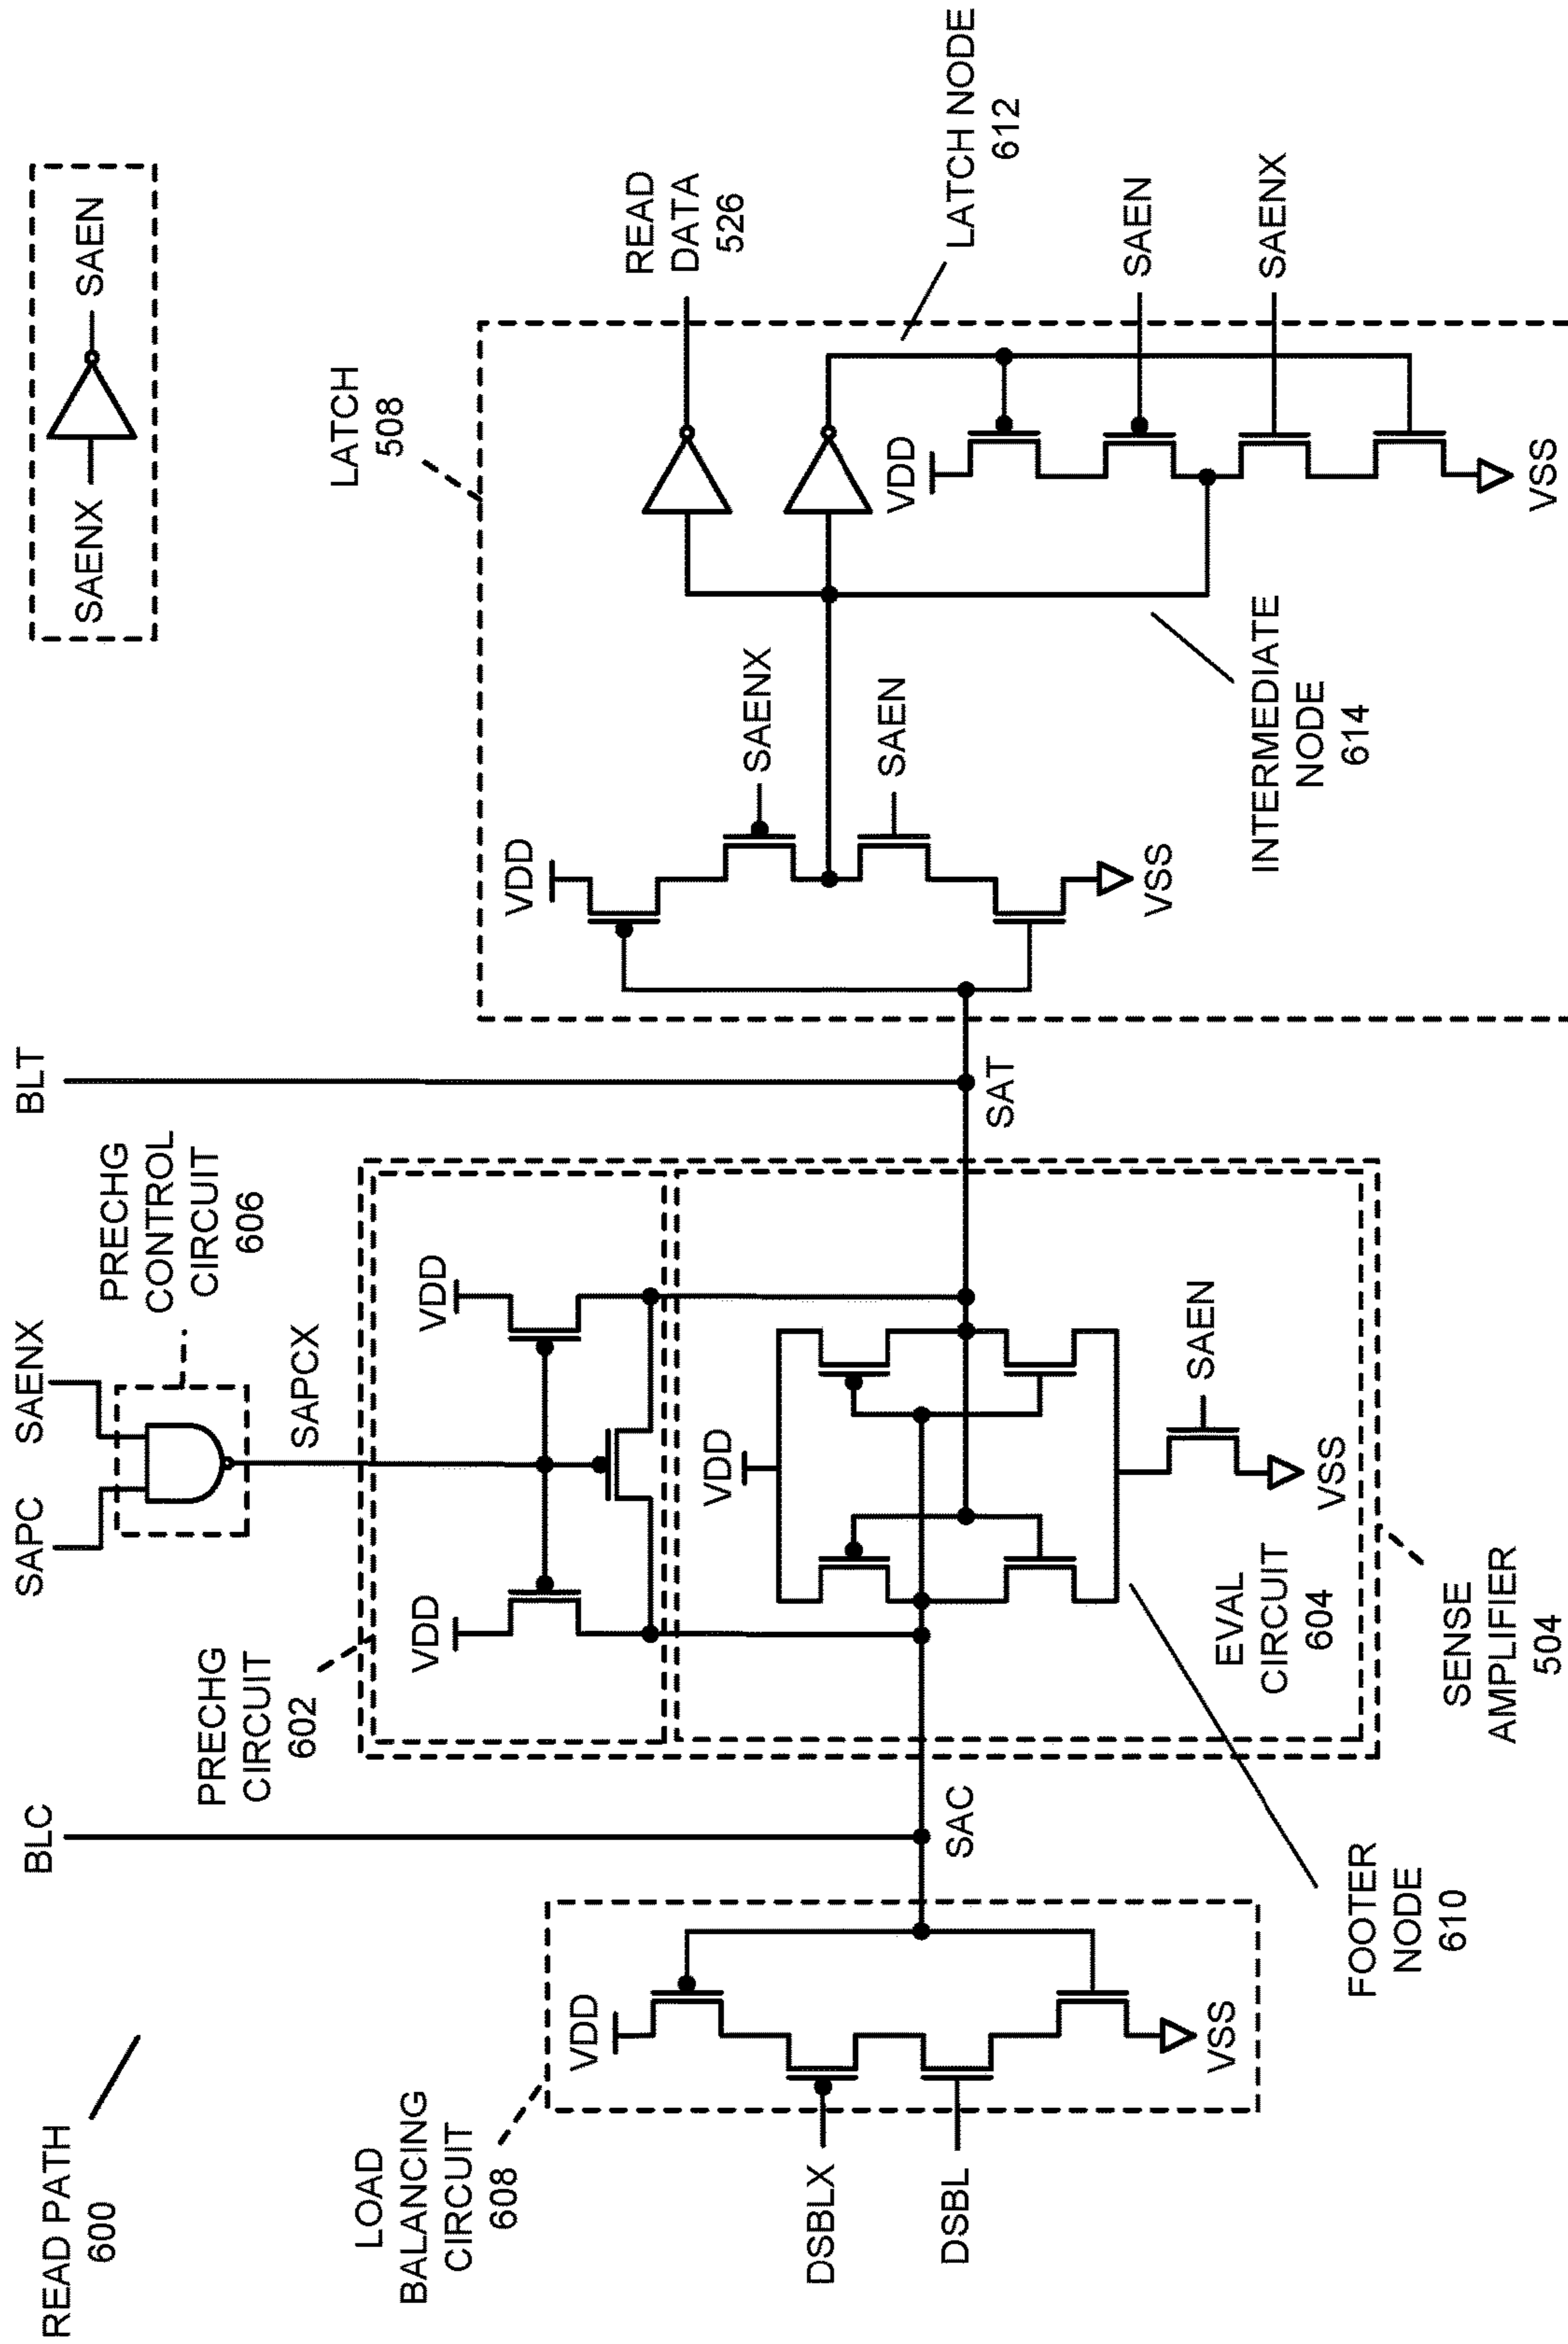 READ PATH
600
LOAD
BALANCING
CIRCUIT
608
DSBLX
DSBL
VDD
VSS
BLC
SAC
PRECHG
CIRCUIT
602
SAPC
SAENX
PRECHG
CONTROL
CIRCUIT
606
SAPCX
VDD
VDD
VDD
SAEN
VSS
EVAL
CIRCUIT
604
SENSE
AMPLIFIER
504
FOOTER
NODE
610
BLT
SAT
LATCH
508
VDD
SAENX
SAEN
VSS
INTERMEDIATE
NODE
614
VDD
VSS
READ
DATA
526
LATCH NODE
612
SAEN
SAENX
SAENX
SAEN